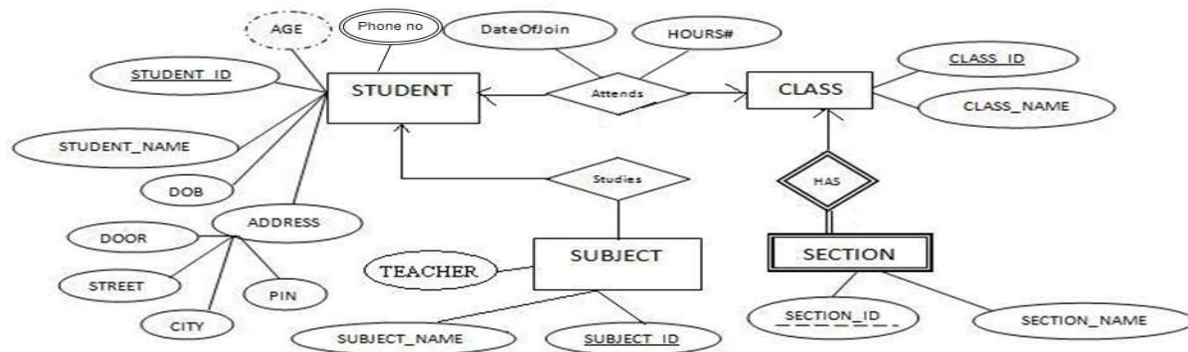 AGE
Phone no
DateOfJoin
HOURS#
STUDENT_ID
STUDENT
Attends
CLASS
CLASS_ID
CLASS_NAME
STUDENT_NAME
DOB
Studies
HAS
ADDRESS
DOOR
STREET
CITY
PIN
TEACHER
SUBJECT
SECTION
SUBJECT_NAME
SUBJECT_ID
SECTION_ID
SECTION_NAME